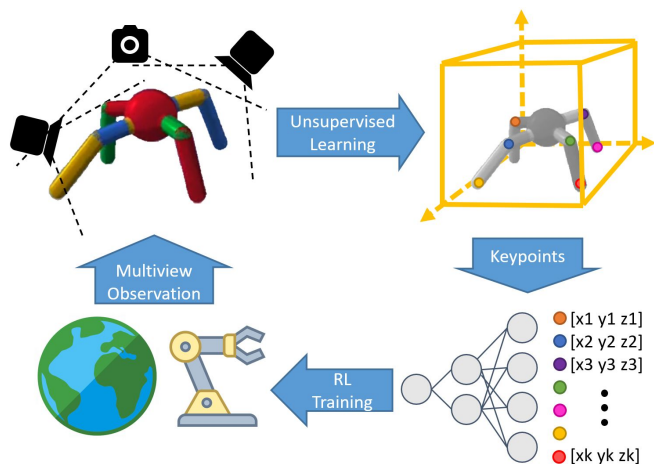 Unsupervised
Learning
Keypoints
Multiview
Observation
RL
Training
[x1 y1 z1]
[x2 y2 z2]
[x3 y3 z3]
[xk yk zk]